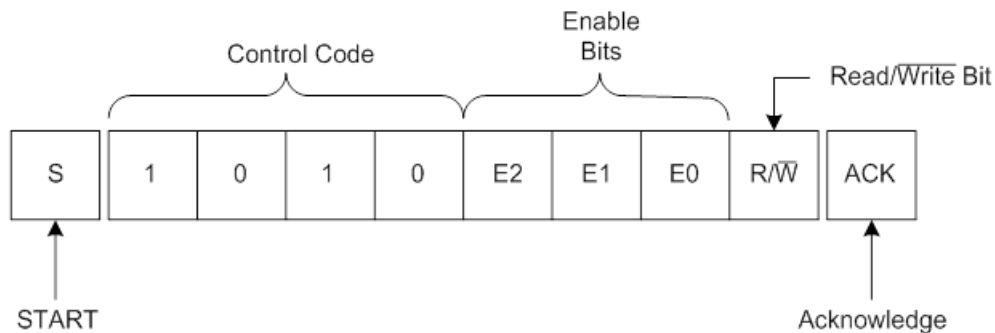 Enable
Bits
Control Code
Read/Write Bit
S 1 0 1 0 E2 E1 E0 R/W ACK
START
Acknowledge